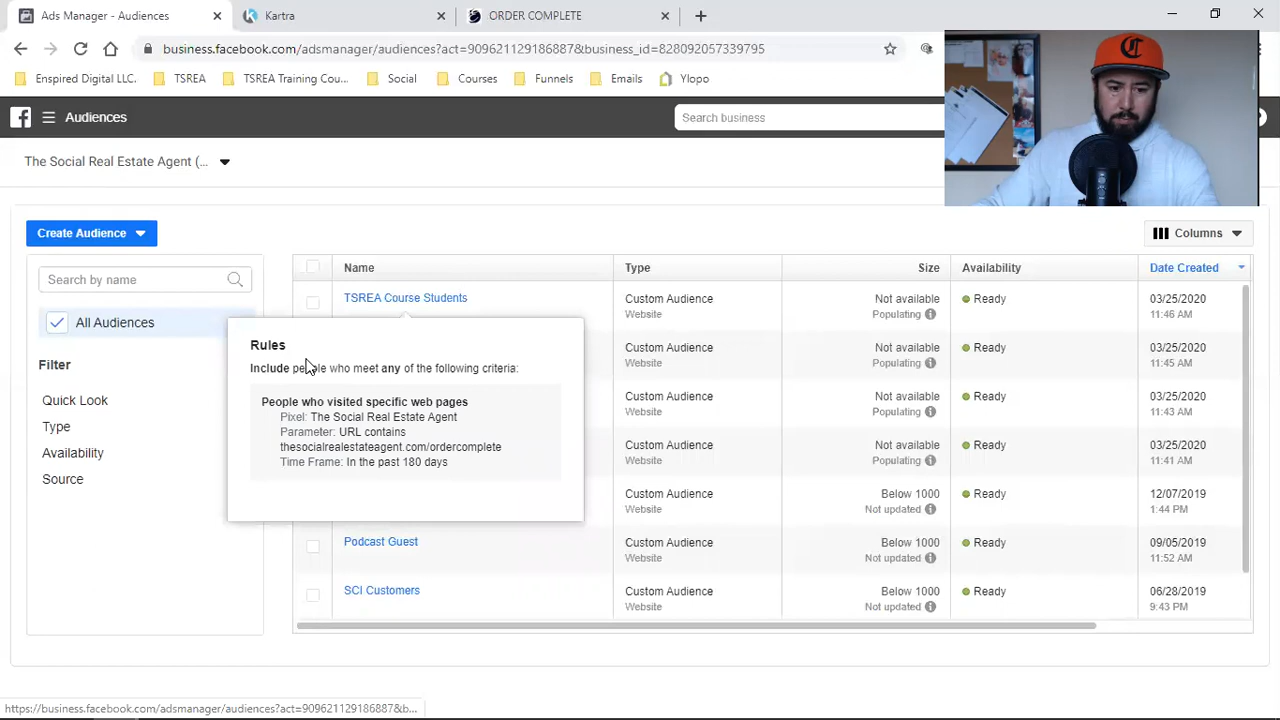 Ads Manager - Audiences
Kartra
ORDER COMPLETE
business.facebook.com/adsmanager/audiences?act=909621129186887&business_id=828092057339795
Enspired Digital LLC.
TSREA
TSREA Training Cou...
Social
Courses
Funnels
Emails
Ylopo
Audiences
Search business
The Social Real Estate Agent (...
Create Audience
Columns
Search by name
All Audiences
Filter
Quick Look
Type
Availability
Source
Name
Type
Size
Availability
Date Created
TSREA Course Students
Custom Audience
Website
Not available
Populating
Ready
03/25/2020
11:46 AM
Rules
Include people who meet any of the following criteria:
People who visited specific web pages
Pixel: The Social Real Estate Agent
Parameter: URL contains
thesocialrealestateagent.com/ordercomplete
Time Frame: In the past 180 days
Custom Audience
Website
Not available
Populating
Ready
03/25/2020
11:45 AM
Custom Audience
Website
Not available
Populating
Ready
03/25/2020
11:43 AM
Custom Audience
Website
Not available
Populating
Ready
03/25/2020
11:41 AM
Custom Audience
Website
Below 1000
Not updated
Ready
12/07/2019
1:44 PM
Podcast Guest
Custom Audience
Website
Below 1000
Not updated
Ready
09/05/2019
11:52 AM
SCI Customers
Custom Audience
Website
Below 1000
Not updated
Ready
06/28/2019
9:43 PM
https://business.facebook.com/adsmanager/audiences?act=909621129186887&b...